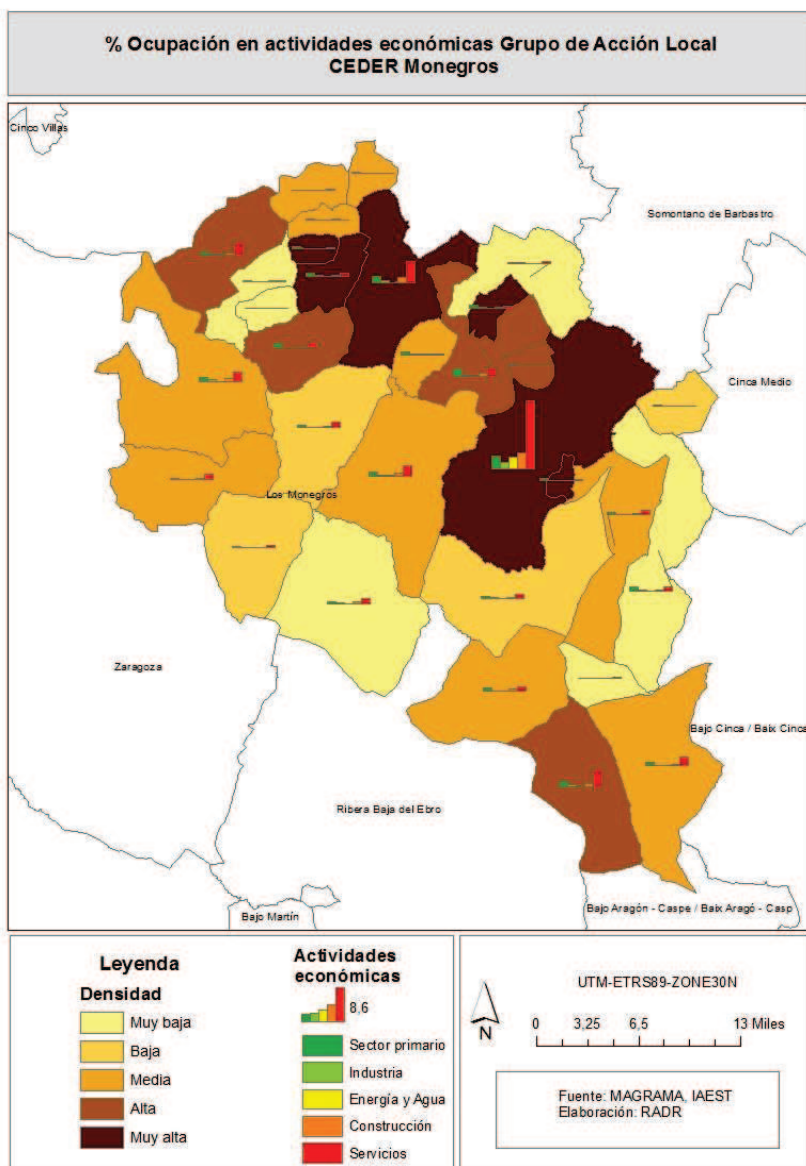 % Ocupación en actividades económicas Grupo de Acción Local
CEDER Monegros
Cinco Villas
Somontano de Barbastro
Cinca Medio
Los Monegros
Zaragoza
Bajo Cinca / Baix Cinca
Ribera Baja del Ebro
Bajo Martín
Bajo Aragón - Caspe / Baix Aragó - Casp
Leyenda
Densidad
Muy baja
Baja
Media
Alta
Muy alta
Actividades
económicas
8,6
Sector primario
Industria
Energía y Agua
Construcción
Servicios
N
UTM-ETRS89-ZONE30N
0 3,25 6,5 13 Miles
Fuente: MAGRAMA, IAEST
Elaboración: RADR